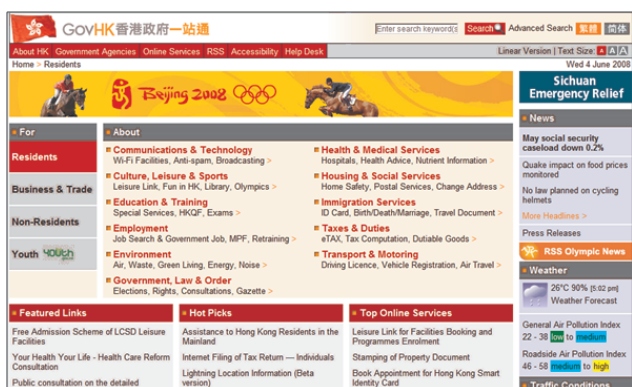 GovHK香港政府一站通
Enter search keyword(s) Search Advanced Search 繁體 简体
About HK Government Agencies Online Services RSS Accessibility Help Desk
Linear Version | Text Size: A A A
Home > Residents
Wed 4 June 2008
Beijing 2008
Sichuan
Emergency Relief
For
Residents
Business & Trade
Non-Residents
Youth Youth
About
Communications & Technology
Wi-Fi Facilities, Anti-spam, Broadcasting >
Culture, Leisure & Sports
Leisure Link, Fun in HK, Library, Olympics >
Education & Training
Special Services, HKQF, Exams >
Employment
Job Search & Government Job, MPF, Retraining >
Environment
Air, Waste, Green Living, Energy, Noise >
Government, Law & Order
Elections, Rights, Consultations, Gazette >
Health & Medical Services
Hospitals, Health Advice, Nutrient Information >
Housing & Social Services
Home Safety, Postal Services, Change Address >
Immigration Services
ID Card, Birth/Death/Marriage, Travel Document >
Taxes & Duties
eTAX, Tax Computation, Dutiable Goods >
Transport & Motoring
Driving Licence, Vehicle Registration, Air Travel >
News
May social security
caseload down 0.2%
Quake impact on food prices
monitored
No law planned on cycling
helmets
More Headlines >
Press Releases
RSS Olympic News
Weather
26°C 90% [5:02 pm]
Weather Forecast
General Air Pollution Index
22 - 38 low to medium
Roadside Air Pollution Index
46 - 58 medium to high
Traffic Conditions
Featured Links
Free Admission Scheme of LCSD Leisure
Facilities
Your Health Your Life - Health Care Reform
Consultation
Public consultation on the detailed
Hot Picks
Assistance to Hong Kong Residents in the
Mainland
Internet Filing of Tax Return — Individuals
Lightning Location Information (Beta
version)
Top Online Services
Leisure Link for Facilities Booking and
Programmes Enrolment
Stamping of Property Document
Book Appointment for Hong Kong Smart
Identity Card